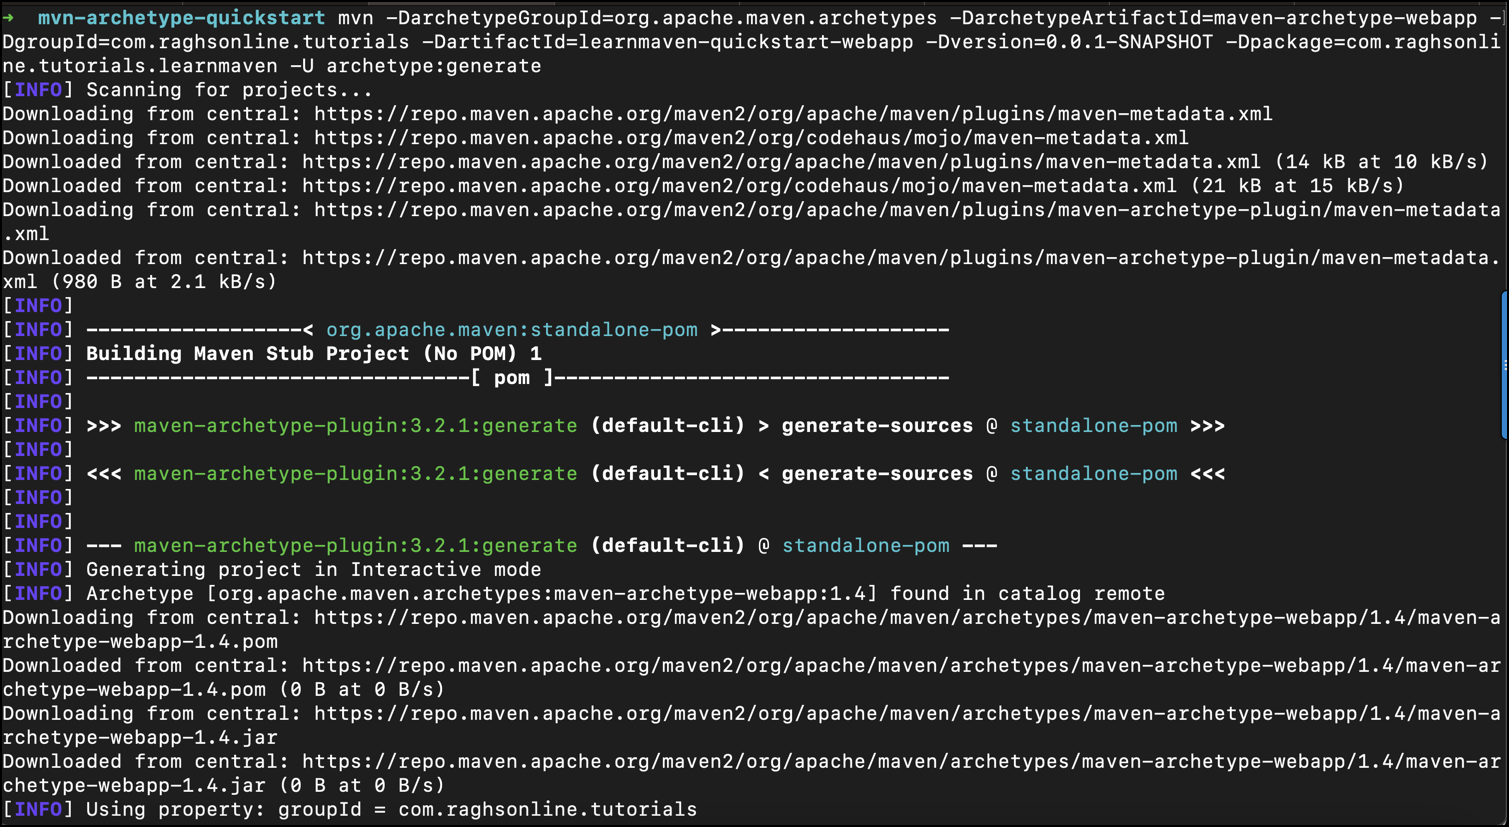 ➜  mvn-archetype-quickstart mvn -DarchetypeGroupId=org.apache.maven.archetypes -DarchetypeArtifactId=maven-archetype-webapp -
DgroupId=com.raghsonline.tutorials -DartifactId=learnmaven-quickstart-webapp -Dversion=0.0.1-SNAPSHOT -Dpackage=com.raghsonli
ne.tutorials.learnmaven -U archetype:generate
[INFO] Scanning for projects...
Downloading from central: https://repo.maven.apache.org/maven2/org/apache/maven/plugins/maven-metadata.xml
Downloading from central: https://repo.maven.apache.org/maven2/org/codehaus/mojo/maven-metadata.xml
Downloaded from central: https://repo.maven.apache.org/maven2/org/apache/maven/plugins/maven-metadata.xml (14 kB at 10 kB/s)
Downloaded from central: https://repo.maven.apache.org/maven2/org/codehaus/mojo/maven-metadata.xml (21 kB at 15 kB/s)
Downloading from central: https://repo.maven.apache.org/maven2/org/apache/maven/plugins/maven-archetype-plugin/maven-metadata
.xml
Downloaded from central: https://repo.maven.apache.org/maven2/org/apache/maven/plugins/maven-archetype-plugin/maven-metadata.
xml (980 B at 2.1 kB/s)
[INFO]
[INFO] ------------------< org.apache.maven:standalone-pom >-------------------
[INFO] Building Maven Stub Project (No POM) 1
[INFO] --------------------------------[ pom ]---------------------------------
[INFO]
[INFO] >>> maven-archetype-plugin:3.2.1:generate (default-cli) > generate-sources @ standalone-pom >>>
[INFO]
[INFO] <<< maven-archetype-plugin:3.2.1:generate (default-cli) < generate-sources @ standalone-pom <<<
[INFO]
[INFO]
[INFO] --- maven-archetype-plugin:3.2.1:generate (default-cli) @ standalone-pom ---
[INFO] Generating project in Interactive mode
[INFO] Archetype [org.apache.maven.archetypes:maven-archetype-webapp:1.4] found in catalog remote
Downloading from central: https://repo.maven.apache.org/maven2/org/apache/maven/archetypes/maven-archetype-webapp/1.4/maven-a
rchetype-webapp-1.4.pom
Downloaded from central: https://repo.maven.apache.org/maven2/org/apache/maven/archetypes/maven-archetype-webapp/1.4/maven-ar
chetype-webapp-1.4.pom (0 B at 0 B/s)
Downloading from central: https://repo.maven.apache.org/maven2/org/apache/maven/archetypes/maven-archetype-webapp/1.4/maven-a
rchetype-webapp-1.4.jar
Downloaded from central: https://repo.maven.apache.org/maven2/org/apache/maven/archetypes/maven-archetype-webapp/1.4/maven-ar
chetype-webapp-1.4.jar (0 B at 0 B/s)
[INFO] Using property: groupId = com.raghsonline.tutorials